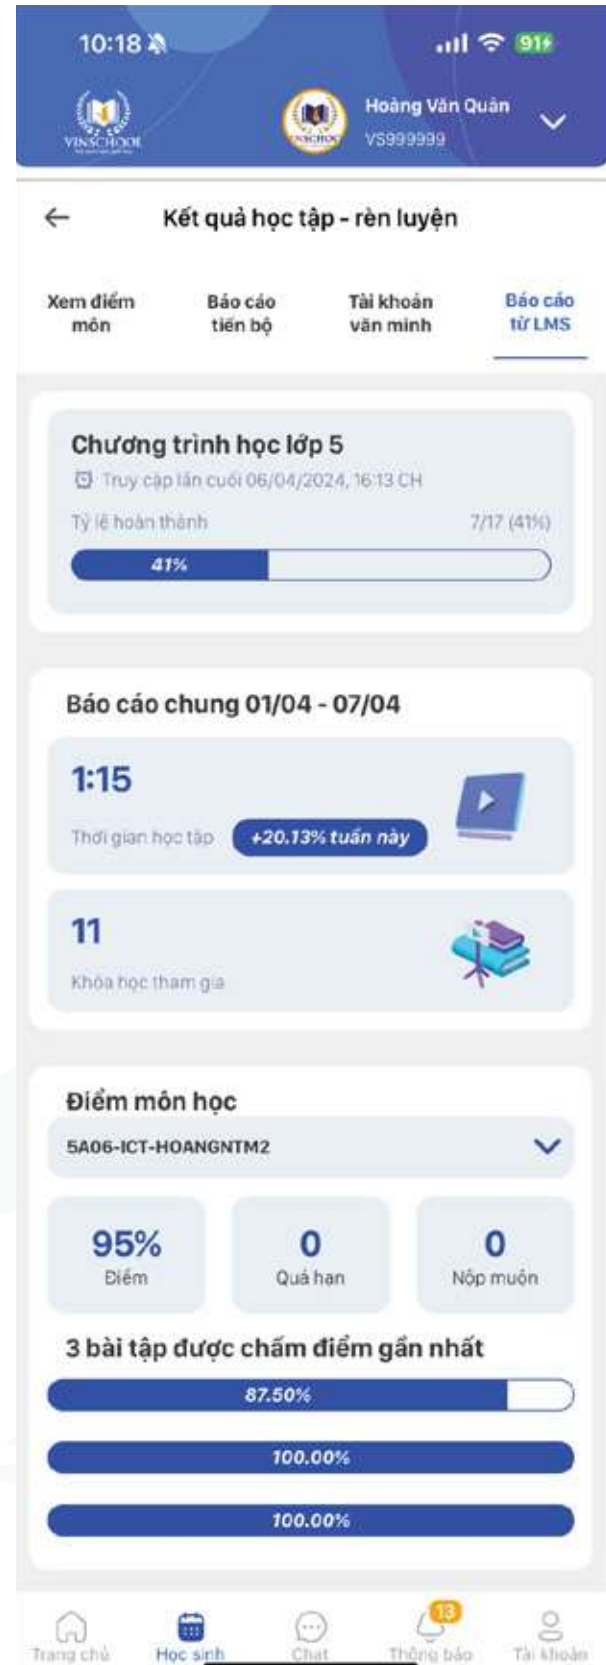 10:18
91
Hoàng Văn Quân
VINSCHOOL
VS999999
Kết quả học tập - rèn luyện
Xem điểm môn
Báo cáo tiến bộ
Tài khoản văn minh
Báo cáo từ LMS
Chương trình học lớp 5
Truy cập lần cuối 06/04/2024, 16:13 CH
Tỷ lệ hoàn thành 7/17 (41%)
41%
Báo cáo chung 01/04 - 07/04
1:15
Thời gian học tập +20.13% tuần này
11
Khóa học tham gia
Điểm môn học
5A06-ICT-HOANGNTM2
95% 0 0
Điểm Quá hạn Nộp muộn
3 bài tập được chấm điểm gần nhất
87.50%
100.00%
100.00%
13
Trang chủ Học sinh Chat Thông báo Tài khoản